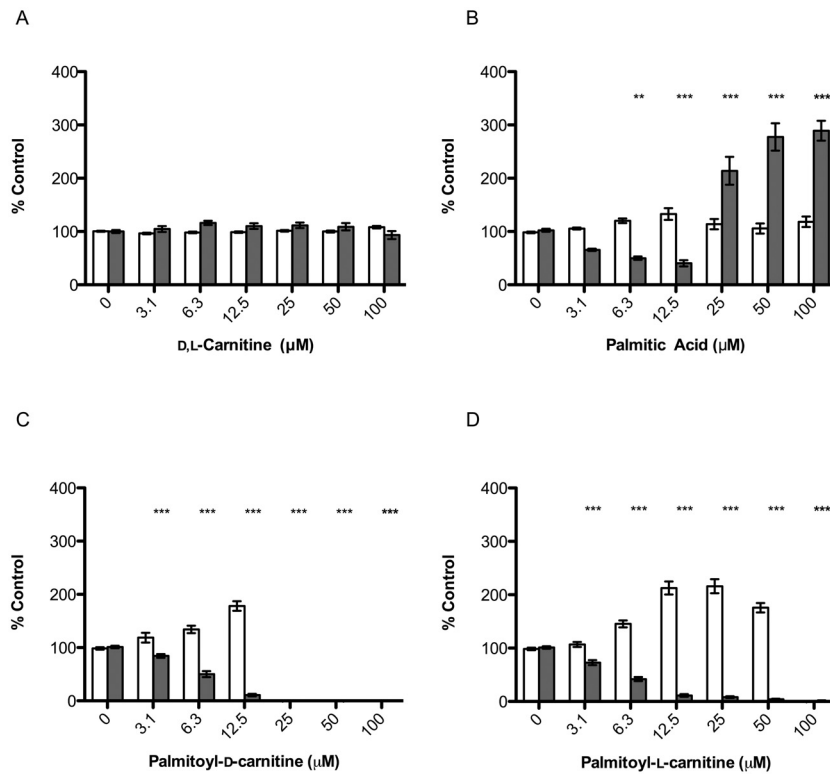 A
400
300
200
100
0
% Control
0 3.1 6.3 12.5 25 50 100
D,L-Carnitine (µM)
B
400
300
200
100
0
% Control
** *** *** *** ***
0 3.1 6.3 12.5 25 50 100
Palmitic Acid (µM)
C
400
300
200
100
0
% Control
*** *** *** *** *** ***
0 3.1 6.3 12.5 25 50 100
Palmitoyl-D-carnitine (µM)
D
400
300
200
100
0
% Control
*** *** *** *** *** ***
0 3.1 6.3 12.5 25 50 100
Palmitoyl-L-carnitine (µM)